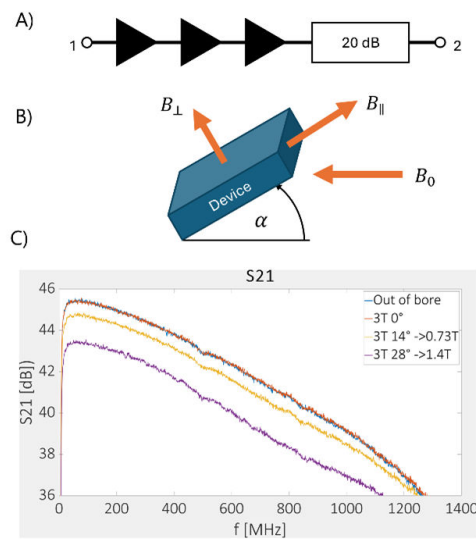 A)
1
20 dB
2
B)
B⊥
B∥
B₀
Device
α
C)
S21
46
44
42
40
38
36
S21 [dB]
Out of bore
3T 0°
3T 14° ->0.73T
3T 28° ->1.4T
0 200 400 600 800 1000 1200 1400
f [MHz]